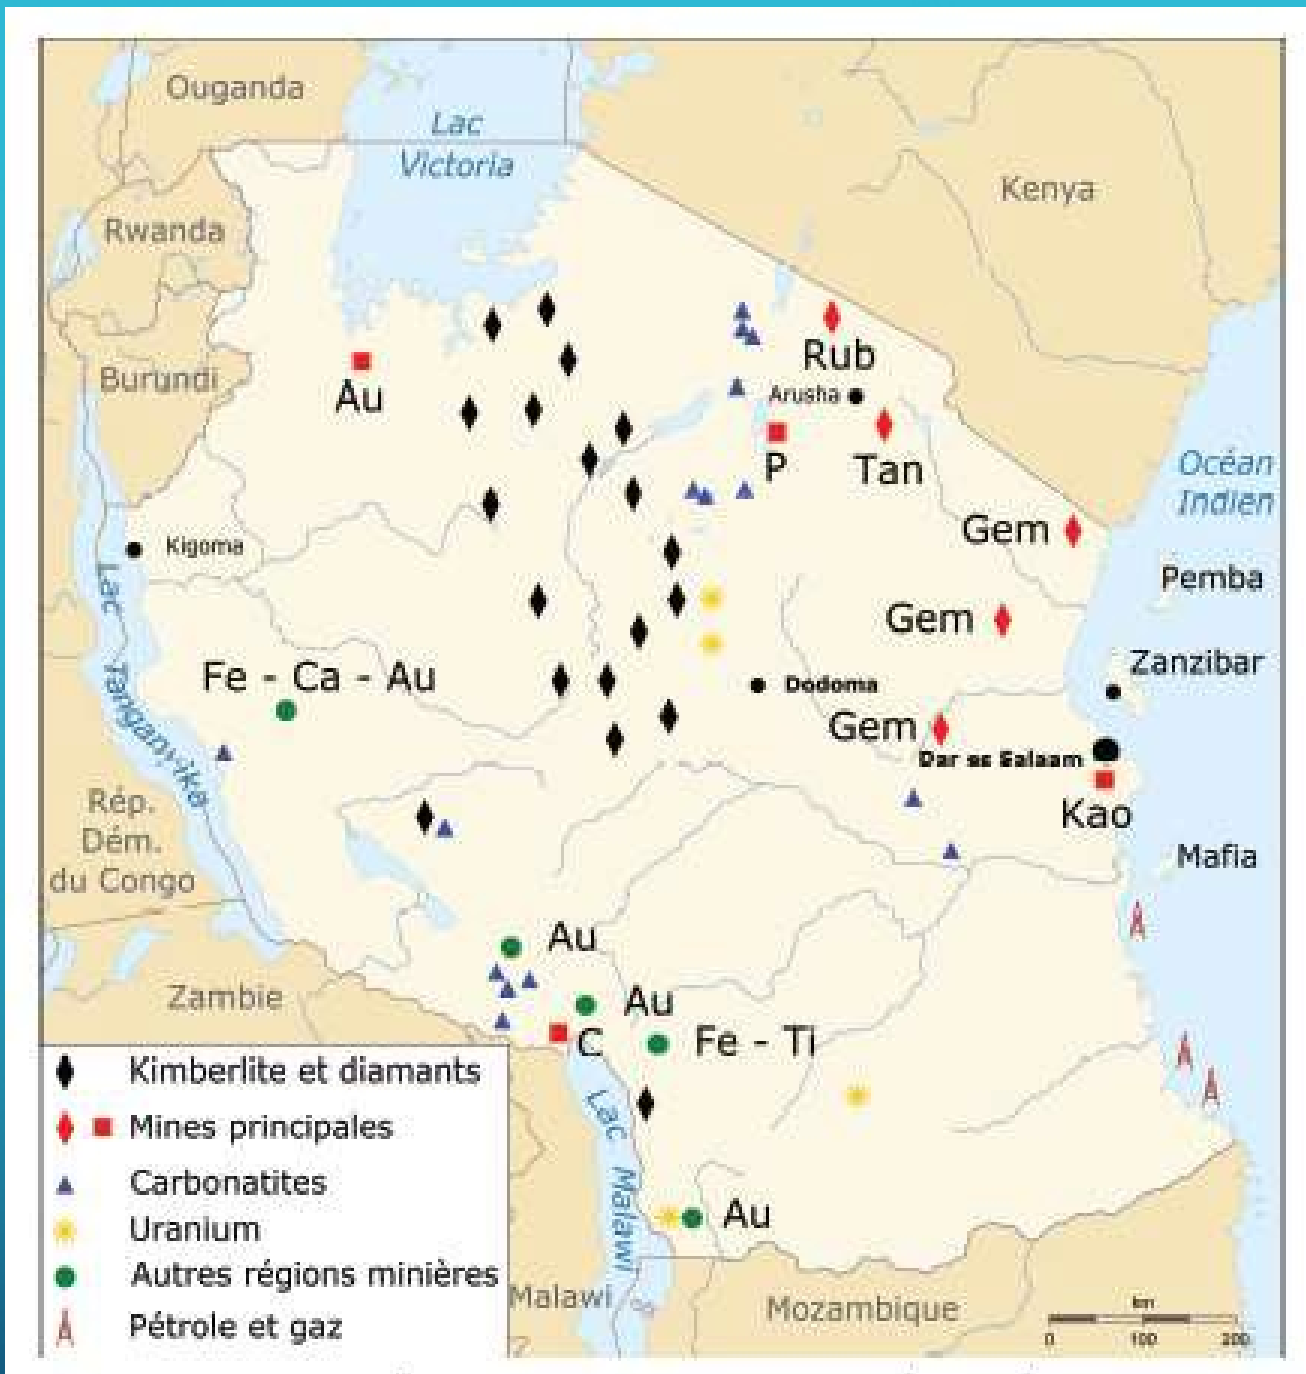 Ouganda
Lac
Victoria
Kenya
Rwanda
Burundi
Au
Rub
Arusha
P
Tan
Océan
Indien
Gem
Kigoma
Pemba
Gem
Zanzibar
Lac Tanganyika
Fe - Ca - Au
Dodoma
Gem
Dar es Salaam
Kao
Rép.
Dém.
du Congo
Mafia
Au
Zambie
Au
C
Fe - Ti
Lac Malawi
Au
Kimberlite et diamants
Mines principales
Carbonatites
Uranium
Autres régions minières
Pétrole et gaz
Malawi
Mozambique
km
0 100 200